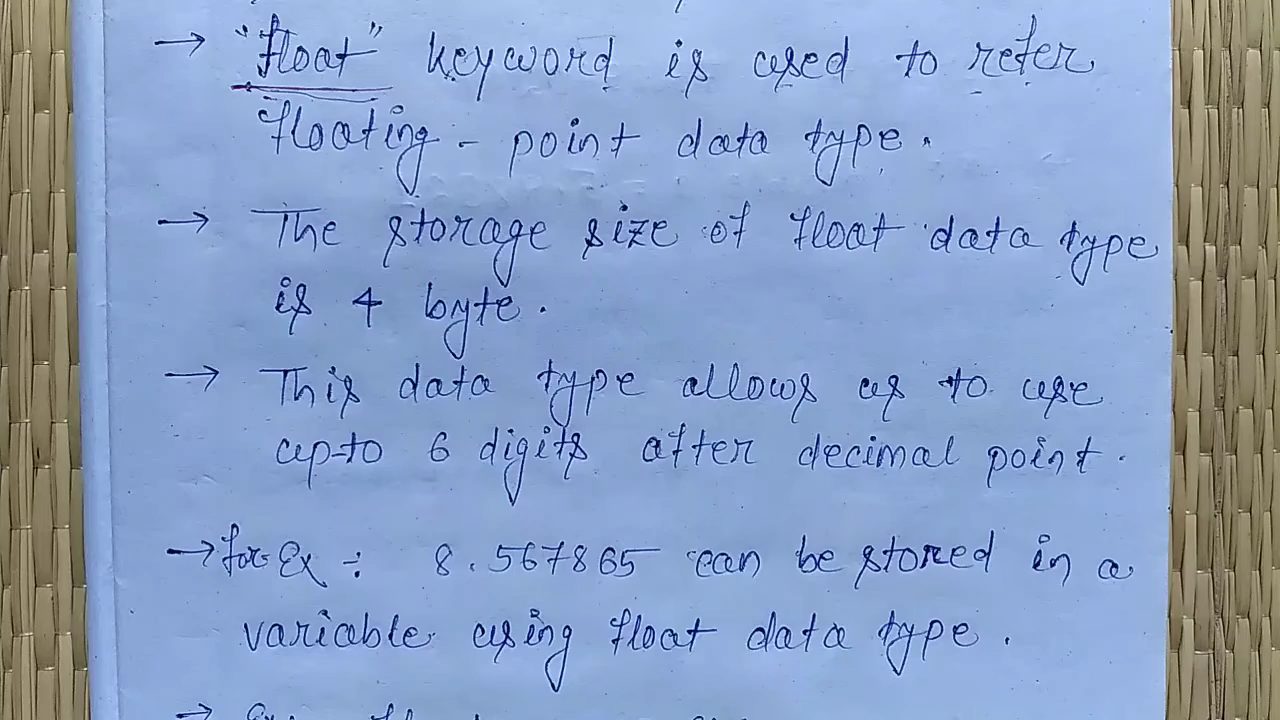 → "float" keyword is used to refer
floating - point data type.
→ The storage size of float data type
is 4 byte.
→ This data type allows us to use
upto 6 digits after decimal point.
→ for Ex : 8.567865 can be stored in a
variable using float data type.
→